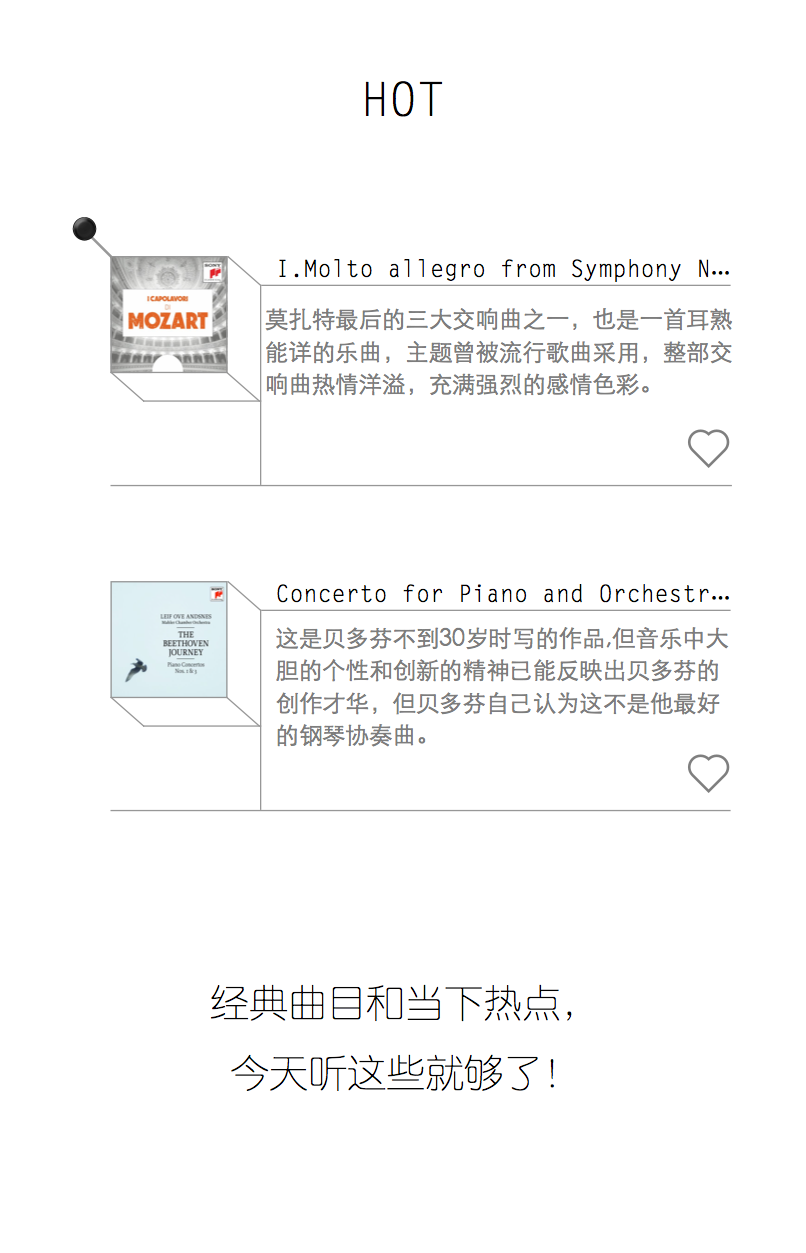 HOT
I.Molto allegro from Symphony N…
SONY
I CAPOLAVORI
DI
MOZART
莫扎特最后的三大交响曲之一，也是一首耳熟
能详的乐曲，主题曾被流行歌曲采用，整部交
响曲热情洋溢，充满强烈的感情色彩。
Concerto for Piano and Orchestr…
SONY
LEIF OVE ANDSNES
Mahler Chamber Orchestra
THE
BEETHOVEN
JOURNEY
Piano Concertos
Nos. 1 & 3
这是贝多芬不到30岁时写的作品,但音乐中大
胆的个性和创新的精神已能反映出贝多芬的
创作才华，但贝多芬自己认为这不是他最好
的钢琴协奏曲。
经典曲目和当下热点，
今天听这些就够了！